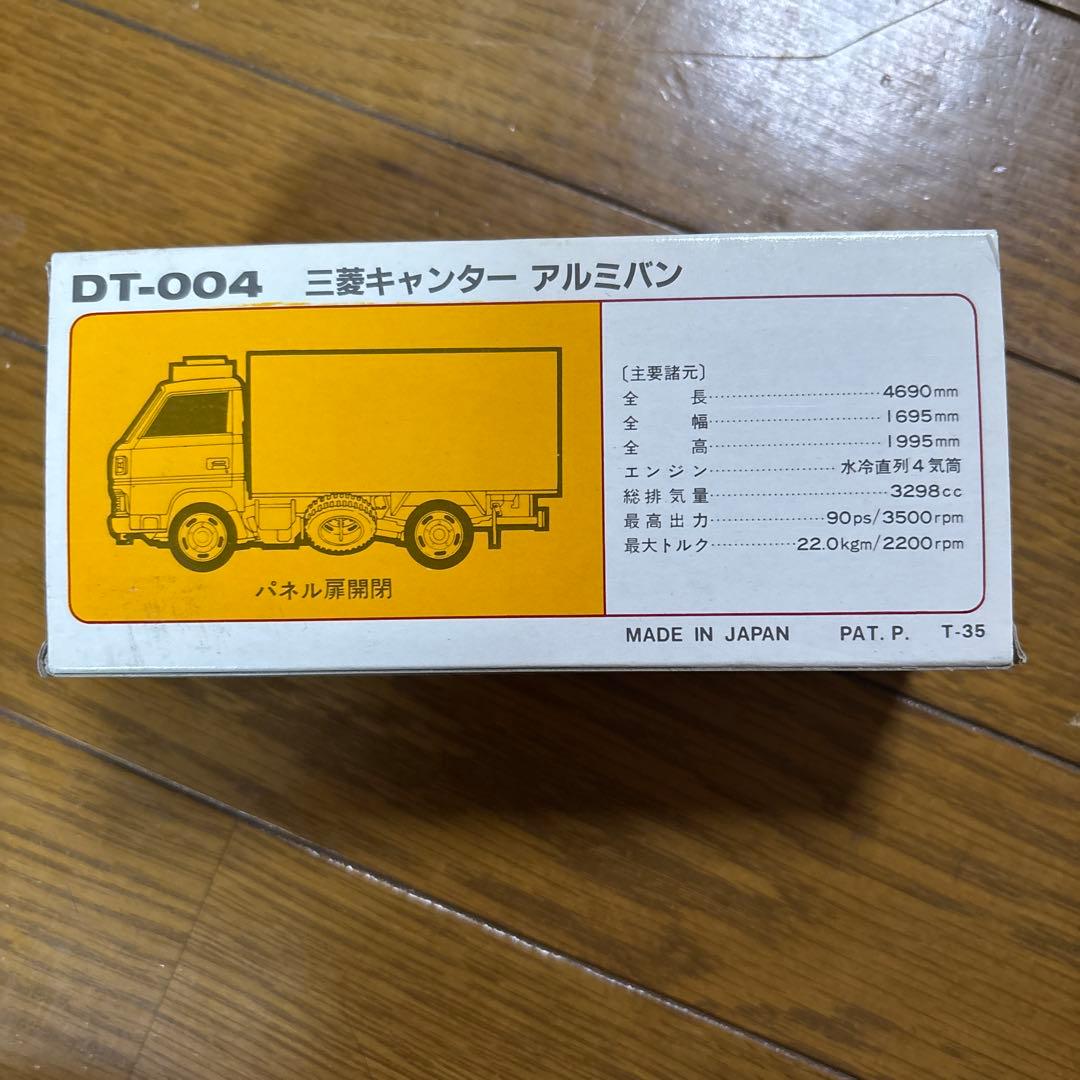 DT-004 三菱キャンター アルミバン
パネル扉開閉
〔主要諸元〕
全長…………………………4690mm
全幅…………………………1695mm
全高…………………………1995mm
エンジン…………………水冷直列4気筒
総排気量…………………………3298cc
最高出力………………90ps/3500rpm
最大トルク……………22.0kgm/2200rpm
MADE IN JAPAN PAT. P. T-35